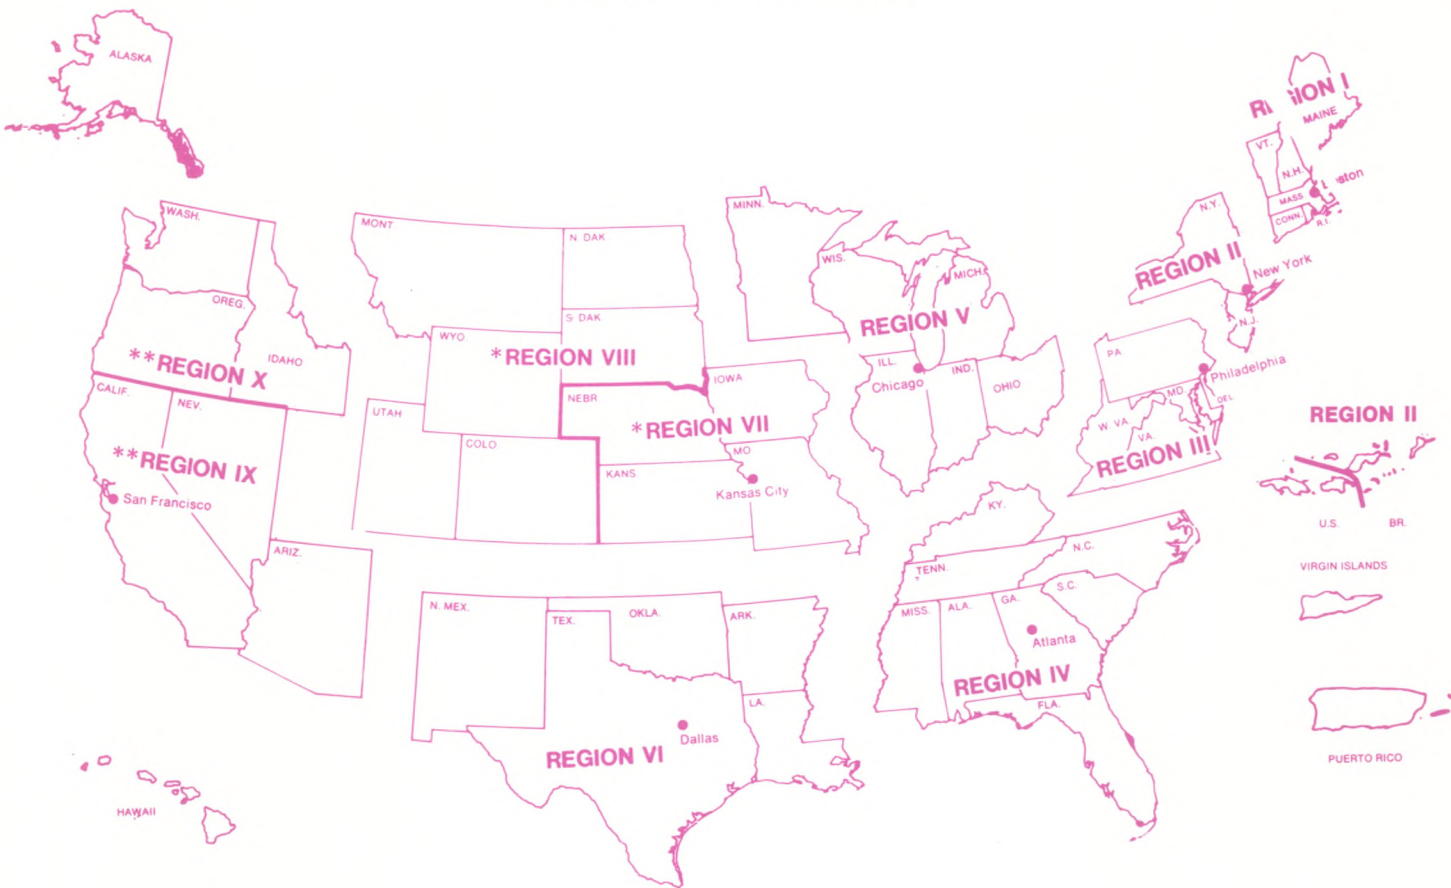 ALASKA
REGION I
MAINE
VT.
N.H.
MASS
CONN.
R.I.
WASH.
OREG.
IDAHO
**REGION X
MONT
N DAK
S DAK
WYO
*REGION VIII
UTAH
COLO
MINN.
WIS.
MICH.
REGION V
ILL.
IND.
OHIO
Chicago
N.Y.
REGION II
New York
N.J.
PA
Philadelphia
MD.
DEL
W VA.
VA.
REGION III
CALIF.
NEV.
**REGION IX
San Francisco
ARIZ.
NEBR
IOWA
*REGION VII
KANS
MO
Kansas City
REGION II
U.S. BR.
VIRGIN ISLANDS
PUERTO RICO
KY.
TENN.
N.C.
S.C.
MISS.
ALA.
GA.
Atlanta
REGION IV
FLA.
N. MEX.
TEX.
OKLA.
ARK.
LA.
Dallas
REGION VI
HAWAII